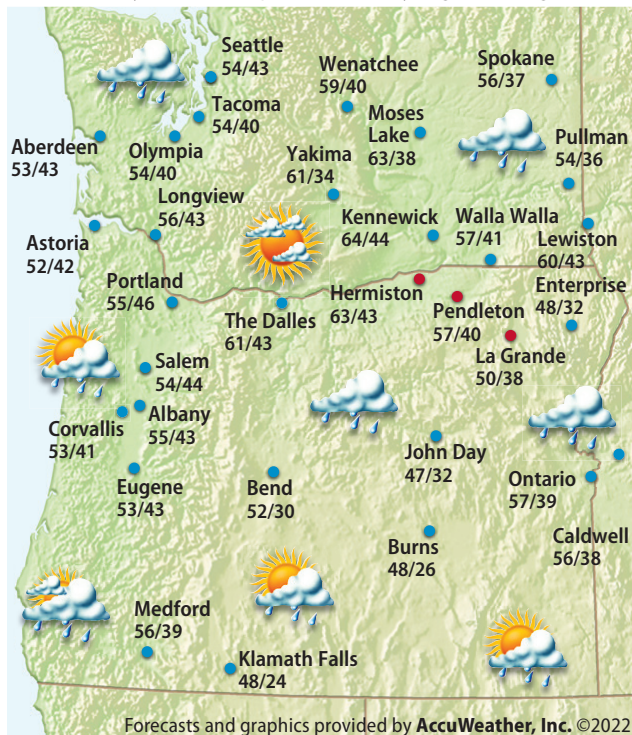 Seattle
54/43
Spokane
56/37
Wenatchee
59/40
Tacoma
54/40
Moses
Lake
63/38
Pullman
54/36
Aberdeen
53/43
Olympia
54/40
Yakima
61/34
Longview
56/43
Kennewick
64/44
Walla Walla
57/41
Lewiston
60/43
Astoria
52/42
Portland
55/46
The Dalles
61/43
Hermiston
63/43
Pendleton
57/40
Enterprise
48/32
La Grande
50/38
Salem
54/44
Albany
55/43
Corvallis
53/41
John Day
47/32
Ontario
57/39
Eugene
53/43
Bend
52/30
Burns
48/26
Caldwell
56/38
Medford
56/39
Klamath Falls
48/24
Forecasts and graphics provided by AccuWeather, Inc. ©2022